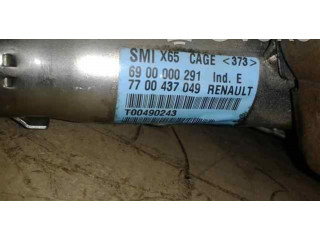 SMI X65 CAGE <373>
69 00 000 291 Ind. E
77 00 437 049 RENAULT
T00490243